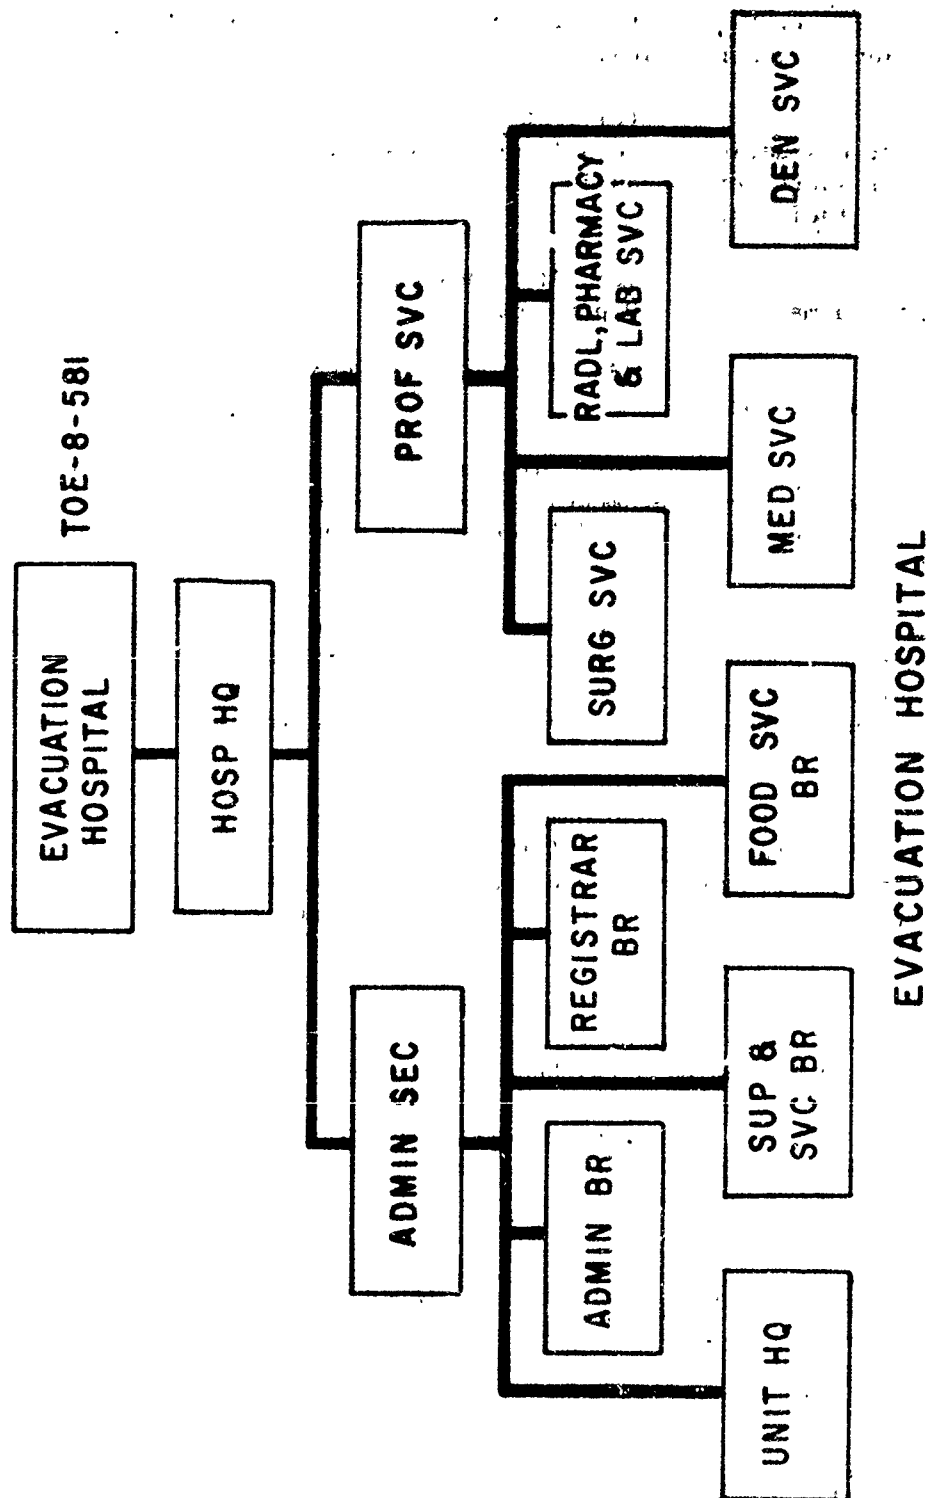 EVACUATION
HOSPITAL
TOE-8-581
HOSP HQ
ADMIN SEC
PROF SVC
ADMIN BR
REGISTRAR
BR
SURG SVC
RADL, PHARMACY
& LAB SVC
UNIT HQ
SUP &
SVC BR
FOOD SVC
BR
MED SVC
DEN SVC
EVACUATION HOSPITAL